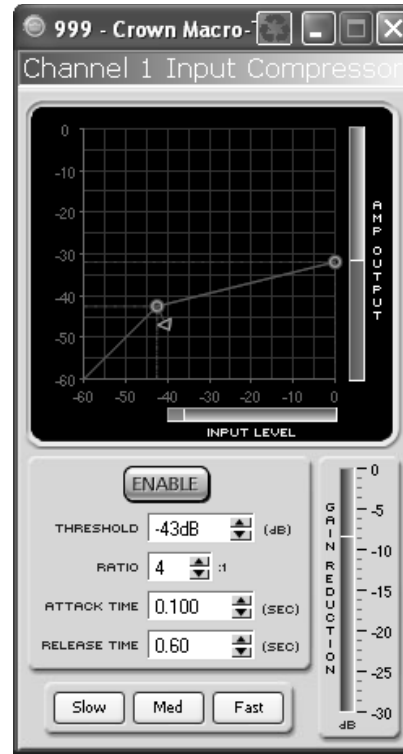 999 - Crown Macro-T
Channel 1 Input Compressor
0
-10
-20
-30
-40
-50
-60
-60 -50 -40 -30 -20 -10 0
AMP OUTPUT
INPUT LEVEL
ENABLE
THRESHOLD -43dB (dB)
RATIO 4 :1
ATTACK TIME 0.100 (SEC)
RELEASE TIME 0.60 (SEC)
Slow Med Fast
GAIN REDUCTION
0
-5
-10
-15
-20
-25
-30
dB